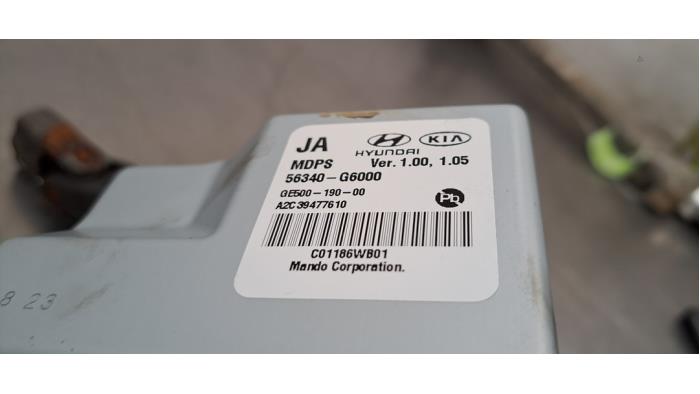 JA HYUNDAI KIA
MDPS Ver. 1.00, 1.05
56340-G6000
GE500-190-00
A2C39477610
Pb
C01186WB01
Mando Corporation.
8 23